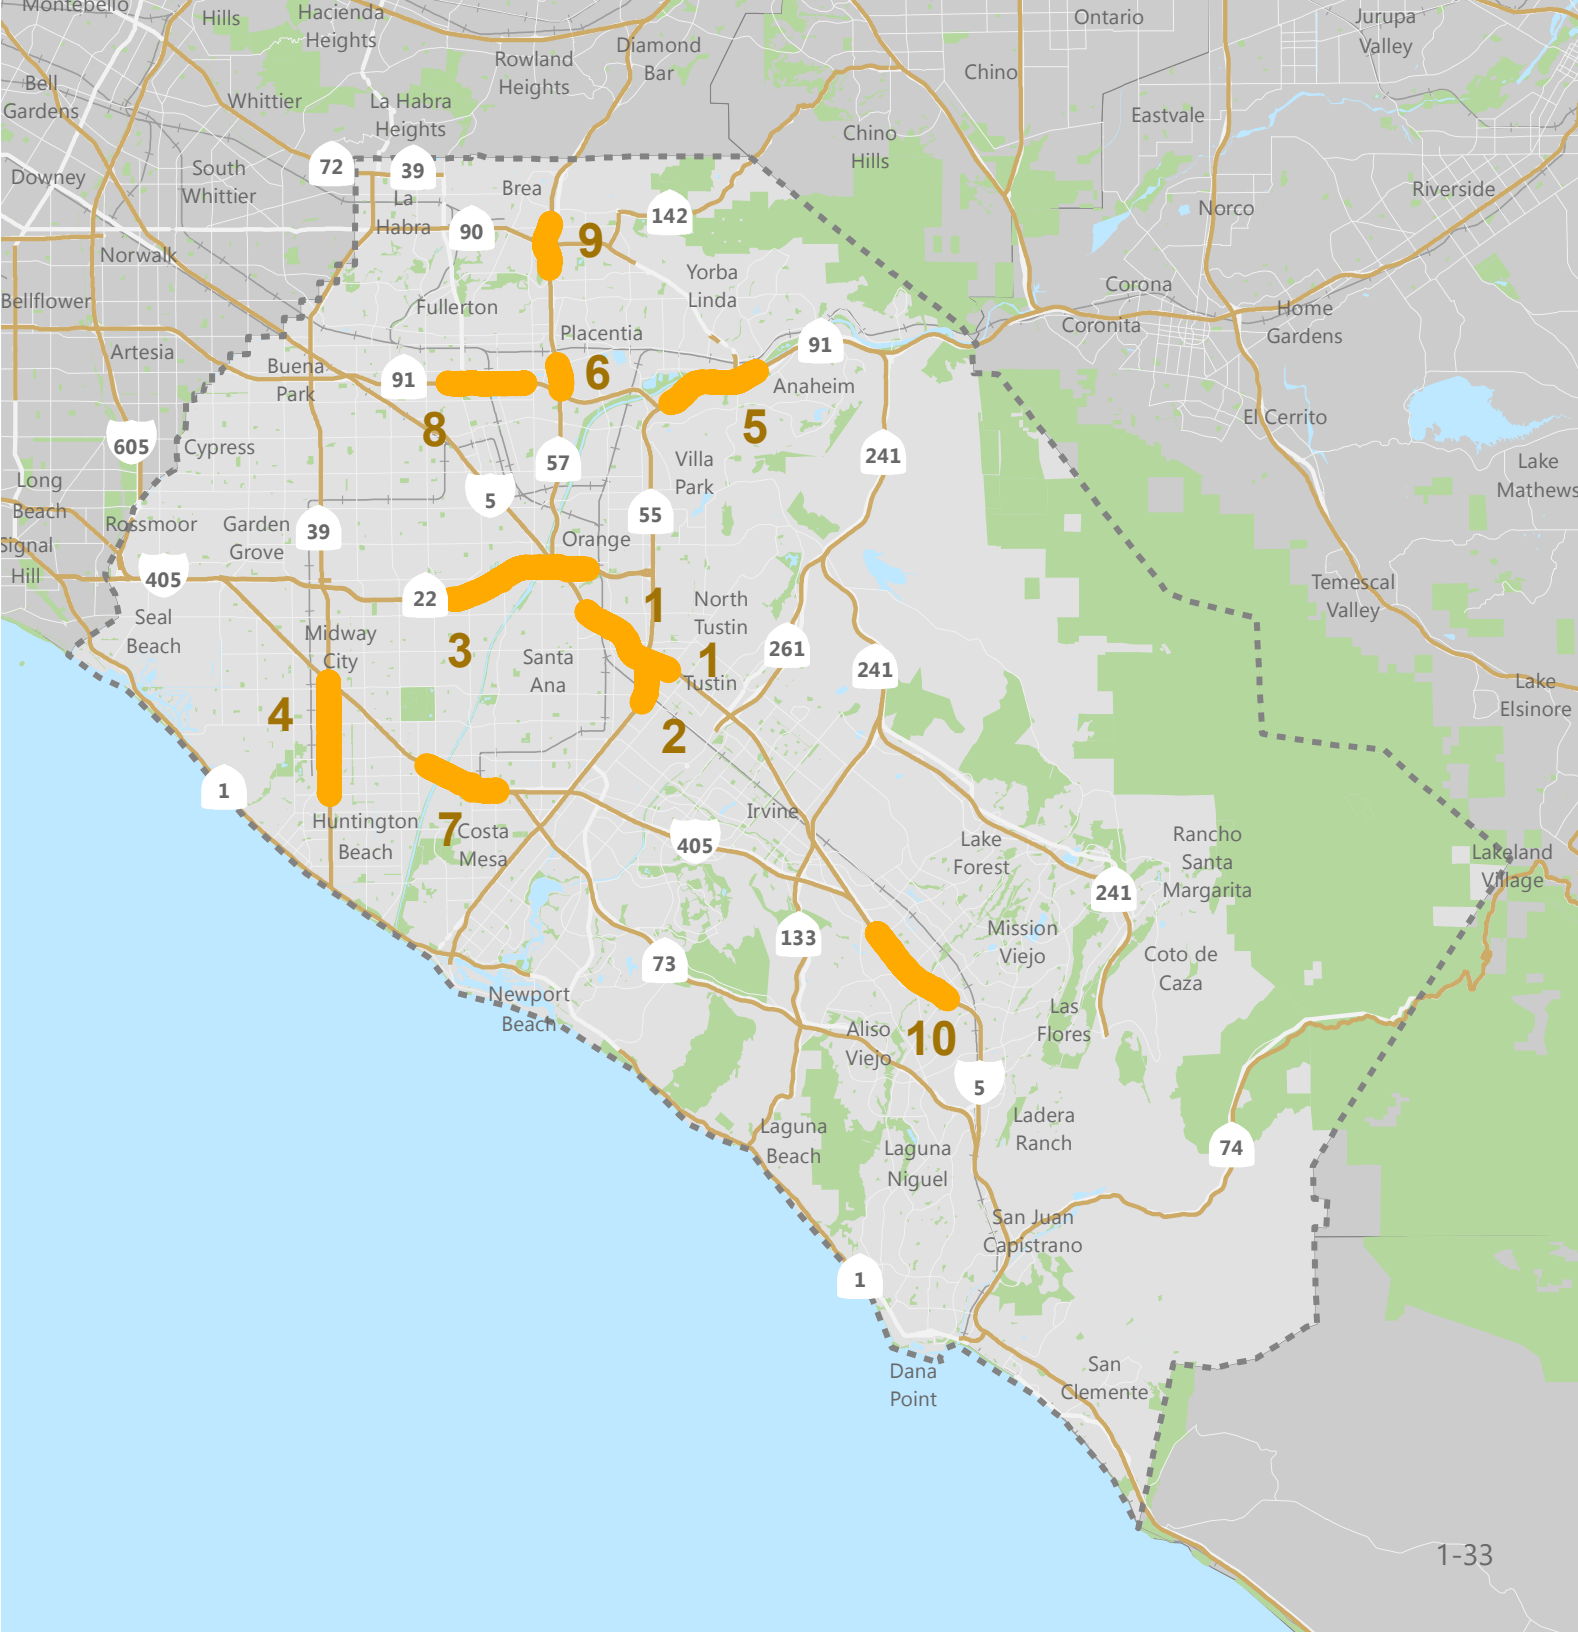 Montebello
Hills
Hacienda
Heights
Rowland
Heights
Diamond
Bar
Ontario
Jurupa
Valley
Chino
Bell
Gardens
Whittier
La Habra
Heights
Chino
Hills
Eastvale
Downey
South
Whittier
72
39
La
Habra
Brea
142
90
9
Riverside
Norco
Norwalk
Bellflower
Yorba
Linda
Fullerton
Placentia
Corona
Coronita
Home
Gardens
Artesia
Buena
Park
91
6
91
Anaheim
8
5
605
Cypress
57
Villa
Park
241
El Cerrito
Lake
Mathews
Long
Beach
Rossmoor
Garden
Grove
39
5
55
Orange
Signal
Hill
405
22
Seal
Beach
Midway
City
3
1
North
Tustin
Temescal
Valley
Santa
Ana
1
Tustin
261
241
Lake
Elsinore
4
2
1
Huntington
Beach
7
Costa
Mesa
Irvine
405
Lake
Forest
Rancho
Santa
Margarita
Lakeland
Village
241
133
Mission
Viejo
Coto de
Caza
73
Newport
Beach
Las
Flores
Aliso
Viejo
10
5
Laguna
Beach
Ladera
Ranch
Laguna
Niguel
74
San Juan
Capistrano
1
Dana
Point
San
Clemente
1-33